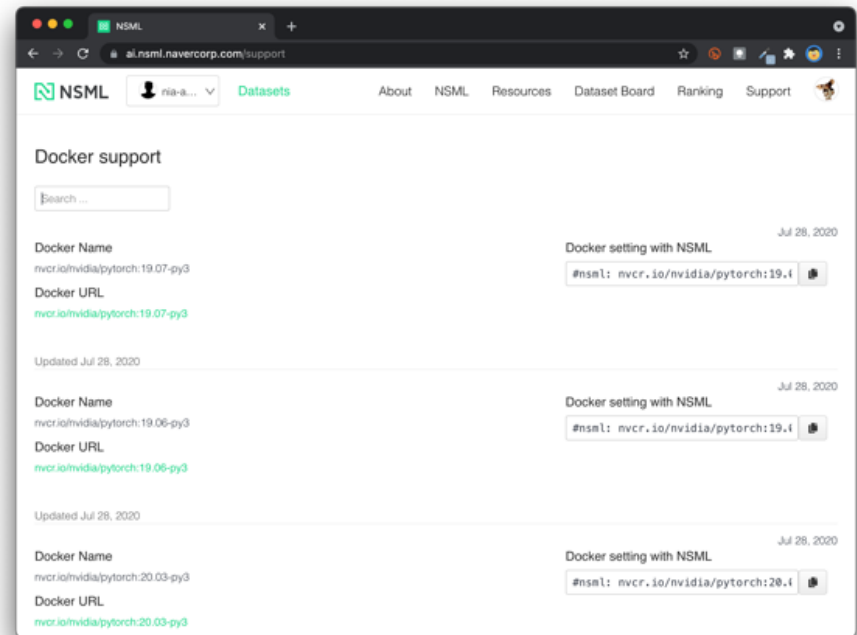 NSML
ai.nsml.navercorp.com/support
NSML
nia-a...
Datasets
About
NSML
Resources
Dataset Board
Ranking
Support
Docker support
Search ...
Jul 28, 2020
Docker Name
Docker setting with NSML
nvcr.io/nvidia/pytorch:19.07-py3
#nsml: nvcr.io/nvidia/pytorch:19.
Docker URL
nvcr.io/nvidia/pytorch:19.07-py3
Updated Jul 28, 2020
Jul 28, 2020
Docker Name
Docker setting with NSML
nvcr.io/nvidia/pytorch:19.06-py3
#nsml: nvcr.io/nvidia/pytorch:19.
Docker URL
nvcr.io/nvidia/pytorch:19.06-py3
Updated Jul 28, 2020
Jul 28, 2020
Docker Name
Docker setting with NSML
nvcr.io/nvidia/pytorch:20.03-py3
#nsml: nvcr.io/nvidia/pytorch:20.
Docker URL
nvcr.io/nvidia/pytorch:20.03-py3